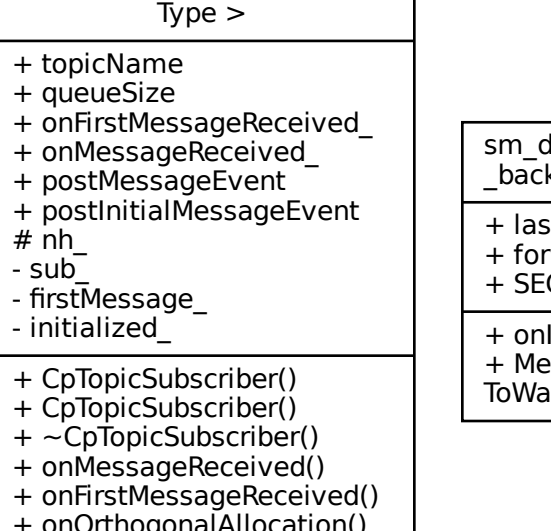 Type >
+ topicName
+ queueSize
+ onFirstMessageReceived_
+ onMessageReceived_
+ postMessageEvent
+ postInitialMessageEvent
# nh_
- sub_
- firstMessage_
- initialized_
+ CpTopicSubscriber()
+ CpTopicSubscriber()
+ ~CpTopicSubscriber()
+ onMessageReceived()
+ onFirstMessageReceived()
+ onOrthogonalAllocation()
sm_d
_back
+ las
+ for
+ SE
+ on
+ Me
ToWa